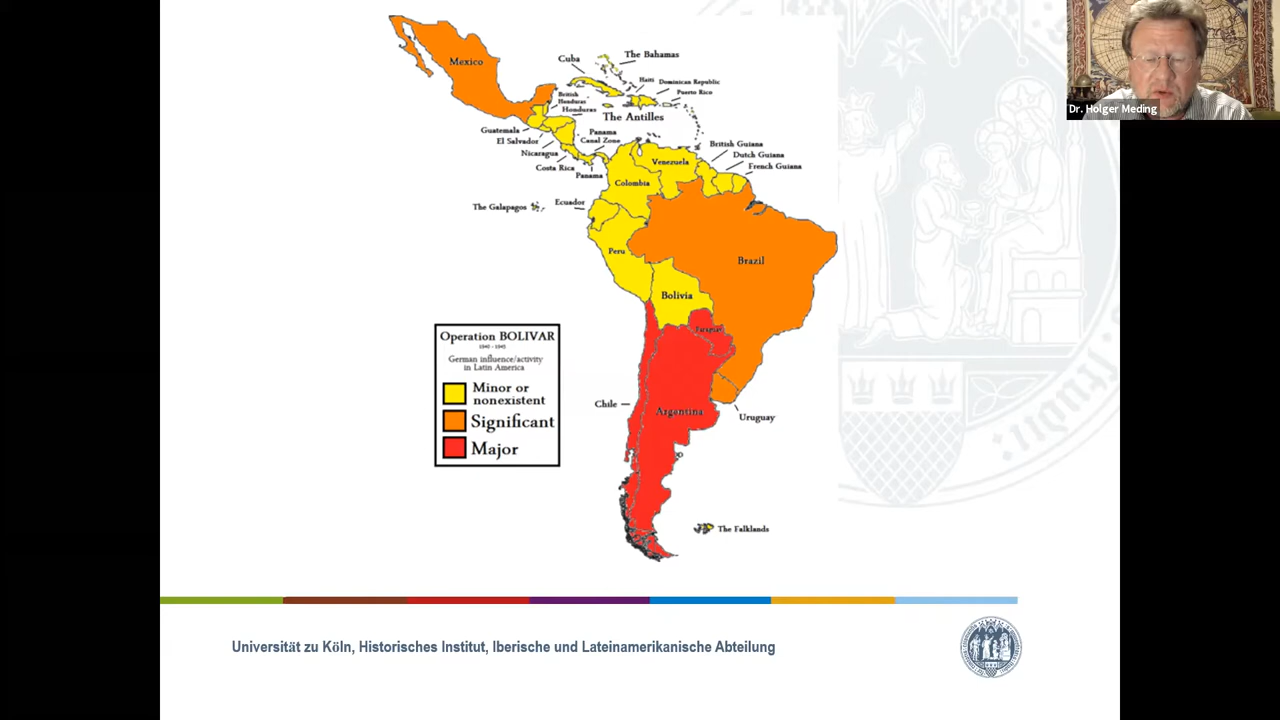 Dr. Holger Meding
Mexico
Cuba
The Bahamas
Haiti
Dominican Republic
Puerto Rico
British
Honduras
Honduras
The Antilles
Guatemala
El Salvador
Nicaragua
Costa Rica
Panama
Canal Zone
Panama
Venezuela
Colombia
British Guiana
Dutch Guiana
French Guiana
The Galapagos
Ecuador
Peru
Brazil
Bolivia
Chile
Argentina
Uruguay
The Falklands
Operation BOLIVAR
1940 - 1945
German influence/activity
in Latin America
Minor or
nonexistent
Significant
Major
Universität zu Köln, Historisches Institut, Iberische und Lateinamerikanische Abteilung